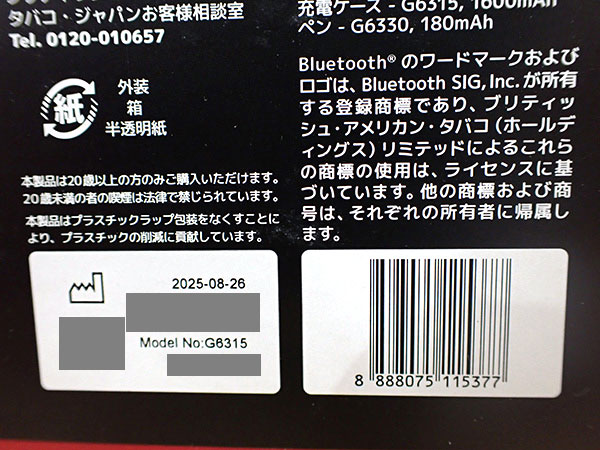 タバコ・ジャパンお客様相談室
Tel. 0120-010657
紙
外装
箱
半透明紙
本製品は20歳以上の方のみご購入いただけます。
20歳未満の者の喫煙は法律で禁じられています。
本製品はプラスチックラップ包装をなくすことに
より、プラスチックの削減に貢献しています。
充電ケース - G6315, 1600mAh
ペン - G6330, 180mAh
Bluetooth® のワードマークおよび
ロゴは、Bluetooth SIG, Inc. が所有
する登録商標であり、ブリティッ
シュ・アメリカン・タバコ（ホールデ
ィングス）リミテッドによるこれら
の商標の使用は、ライセンスに基
づいています。他の商標および商
号は、それぞれの所有者に帰属し
ます。
2025-08-26
Model No:G6315
8 888075 115377